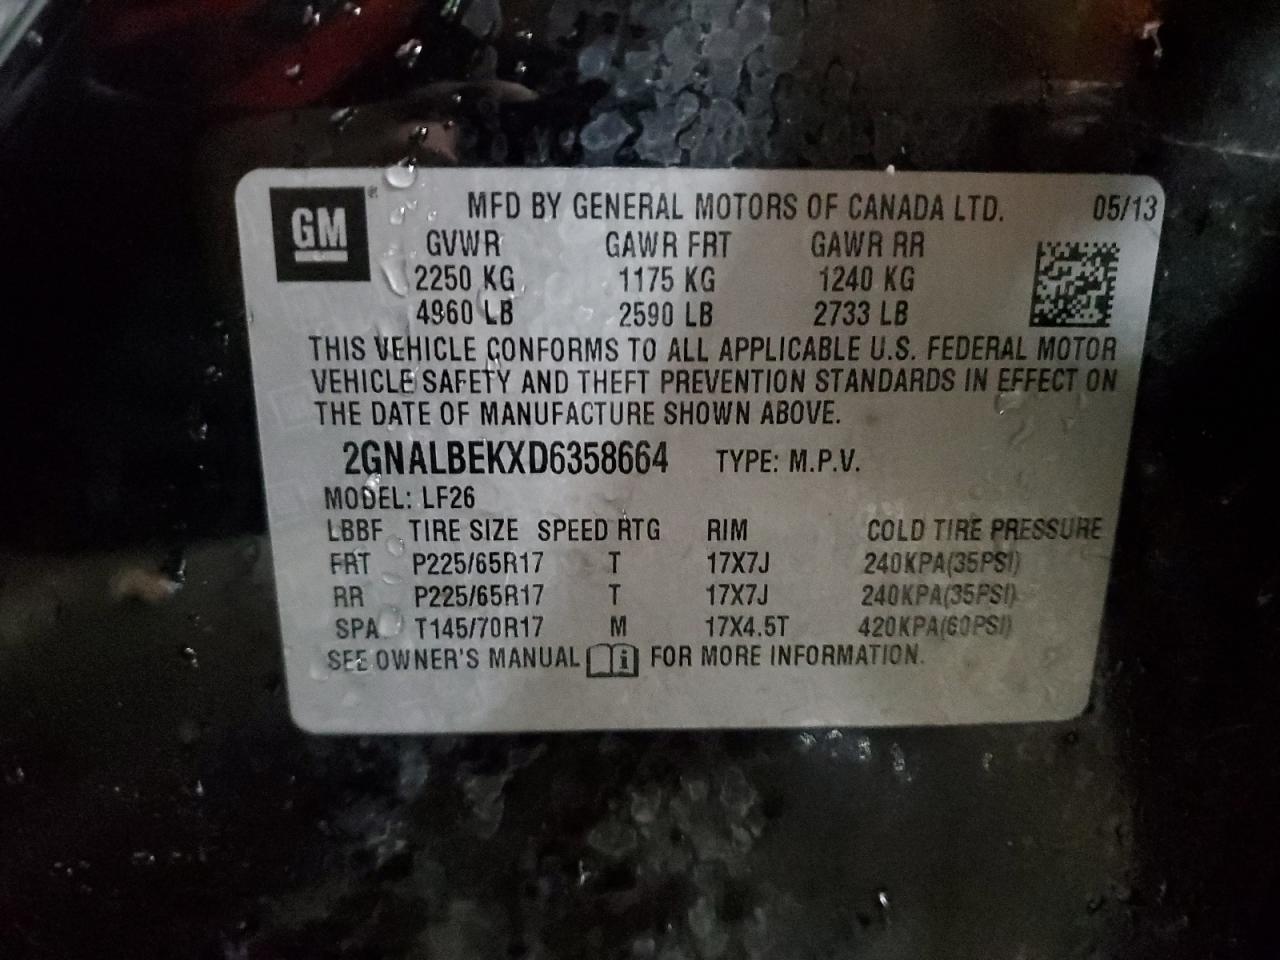 GM ® MFD BY GENERAL MOTORS OF CANADA LTD. 05/13
GVWR GAWR FRT GAWR RR
2250 KG 1175 KG 1240 KG
4960 LB 2590 LB 2733 LB
THIS VEHICLE CONFORMS TO ALL APPLICABLE U.S. FEDERAL MOTOR
VEHICLE SAFETY AND THEFT PREVENTION STANDARDS IN EFFECT ON
THE DATE OF MANUFACTURE SHOWN ABOVE.
2GNALBEKXD6358664 TYPE: M.P.V.
MODEL: LF26
LBBF TIRE SIZE SPEED RTG RIM COLD TIRE PRESSURE
FRT P225/65R17 T 17X7J 240KPA(35PSI)
RR P225/65R17 T 17X7J 240KPA(35PSI)
SPA T145/70R17 M 17X4.5T 420KPA(60PSI)
SEE OWNER'S MANUAL i FOR MORE INFORMATION.